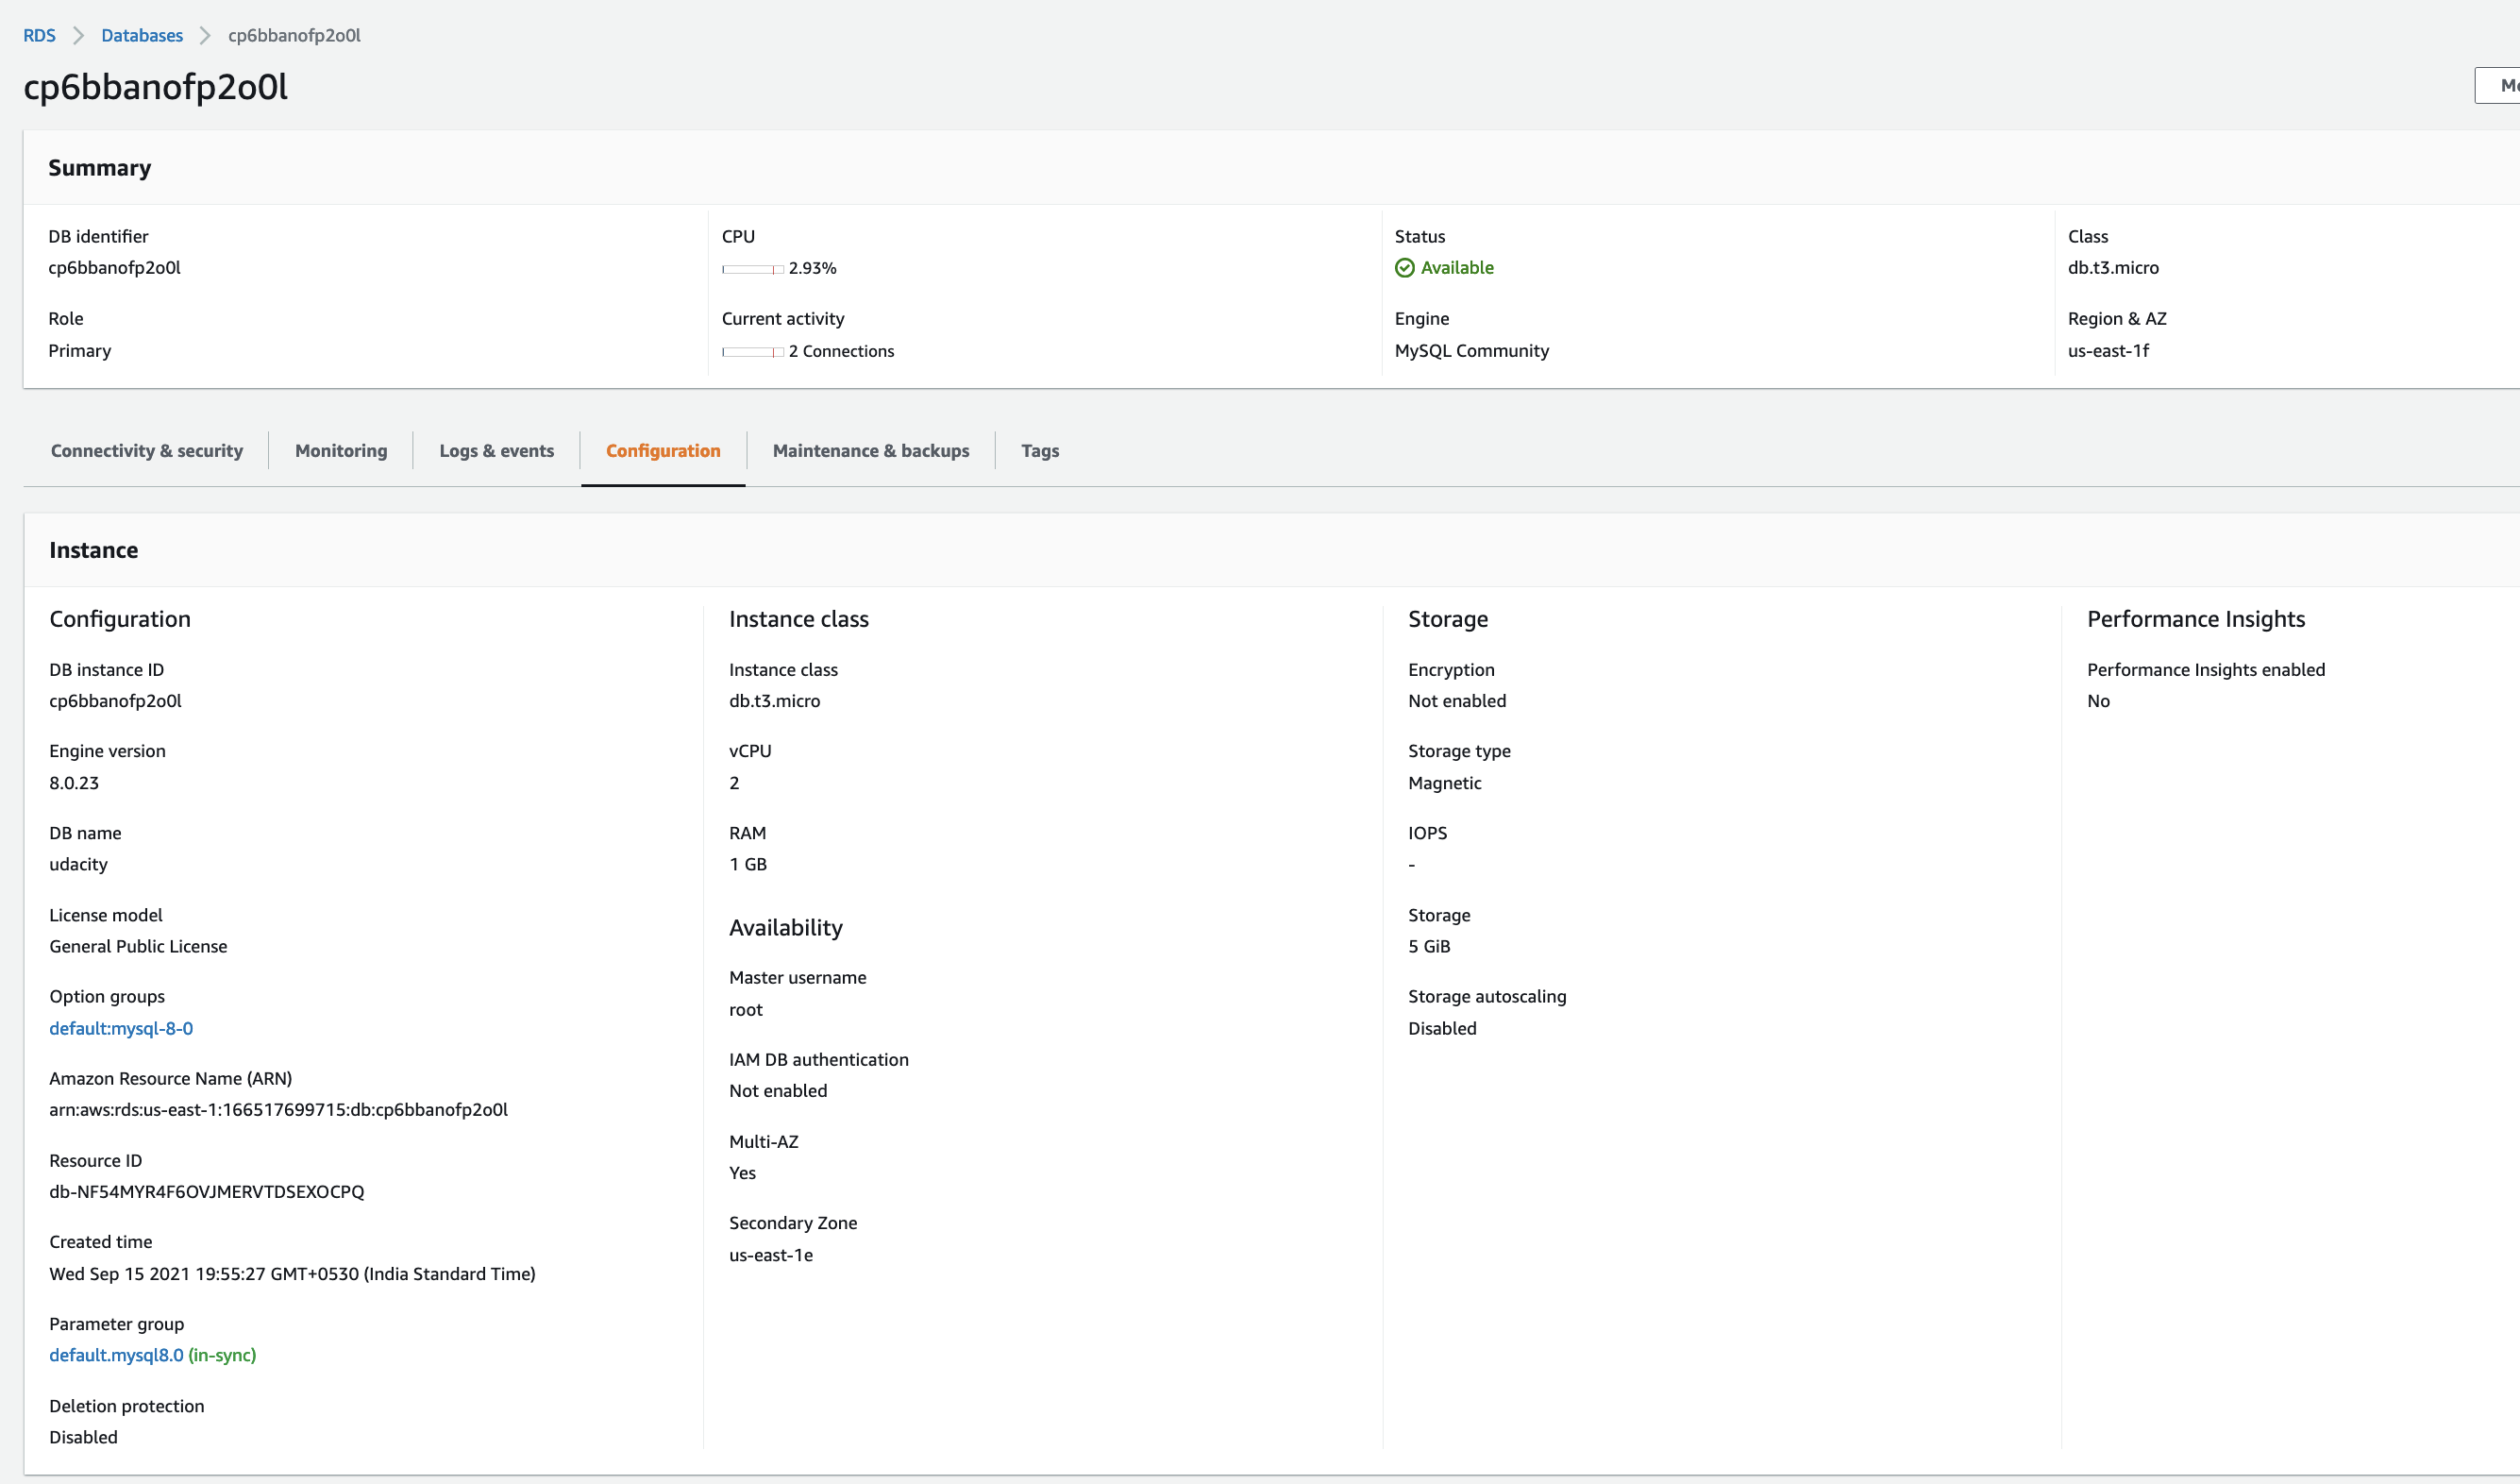 RDS > Databases > cp6bbanofp2o0l
cp6bbanofp2o0l
Summary
DB identifier
cp6bbanofp2o0l
Role
Primary
CPU
2.93%
Current activity
2 Connections
Status
Available
Engine
MySQL Community
Class
db.t3.micro
Region & AZ
us-east-1f
Connectivity & security
Monitoring
Logs & events
Configuration
Maintenance & backups
Tags
Instance
Configuration
DB instance ID
cp6bbanofp2o0l
Engine version
8.0.23
DB name
udacity
License model
General Public License
Option groups
default:mysql-8-0
Amazon Resource Name (ARN)
arn:aws:rds:us-east-1:166517699715:db:cp6bbanofp2o0l
Resource ID
db-NF54MYR4F6OVJMERVTDSEXOCPQ
Created time
Wed Sep 15 2021 19:55:27 GMT+0530 (India Standard Time)
Parameter group
default.mysql8.0 (in-sync)
Deletion protection
Disabled
Instance class
Instance class
db.t3.micro
vCPU
2
RAM
1 GB
Availability
Master username
root
IAM DB authentication
Not enabled
Multi-AZ
Yes
Secondary Zone
us-east-1e
Storage
Encryption
Not enabled
Storage type
Magnetic
IOPS
-
Storage
5 GiB
Storage autoscaling
Disabled
Performance Insights
Performance Insights enabled
No